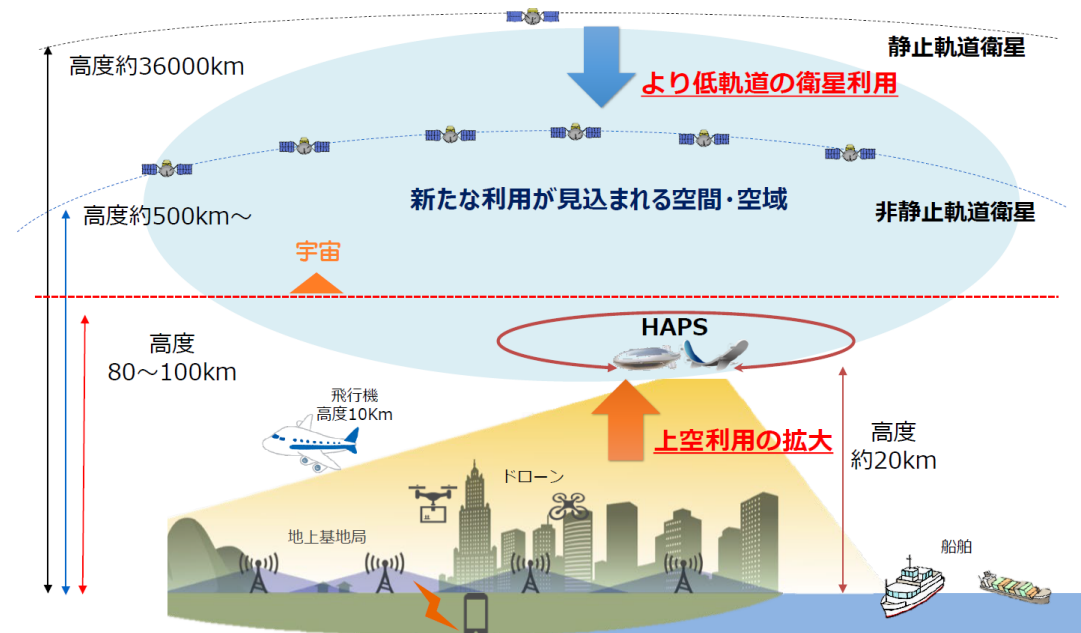 静止軌道衛星
高度約36000km
より低軌道の衛星利用
新たな利用が見込まれる空間・空域
高度約500km～
非静止軌道衛星
宇宙
HAPS
高度
80～100km
飛行機
高度10Km
上空利用の拡大
高度
約20km
ドローン
地上基地局
船舶